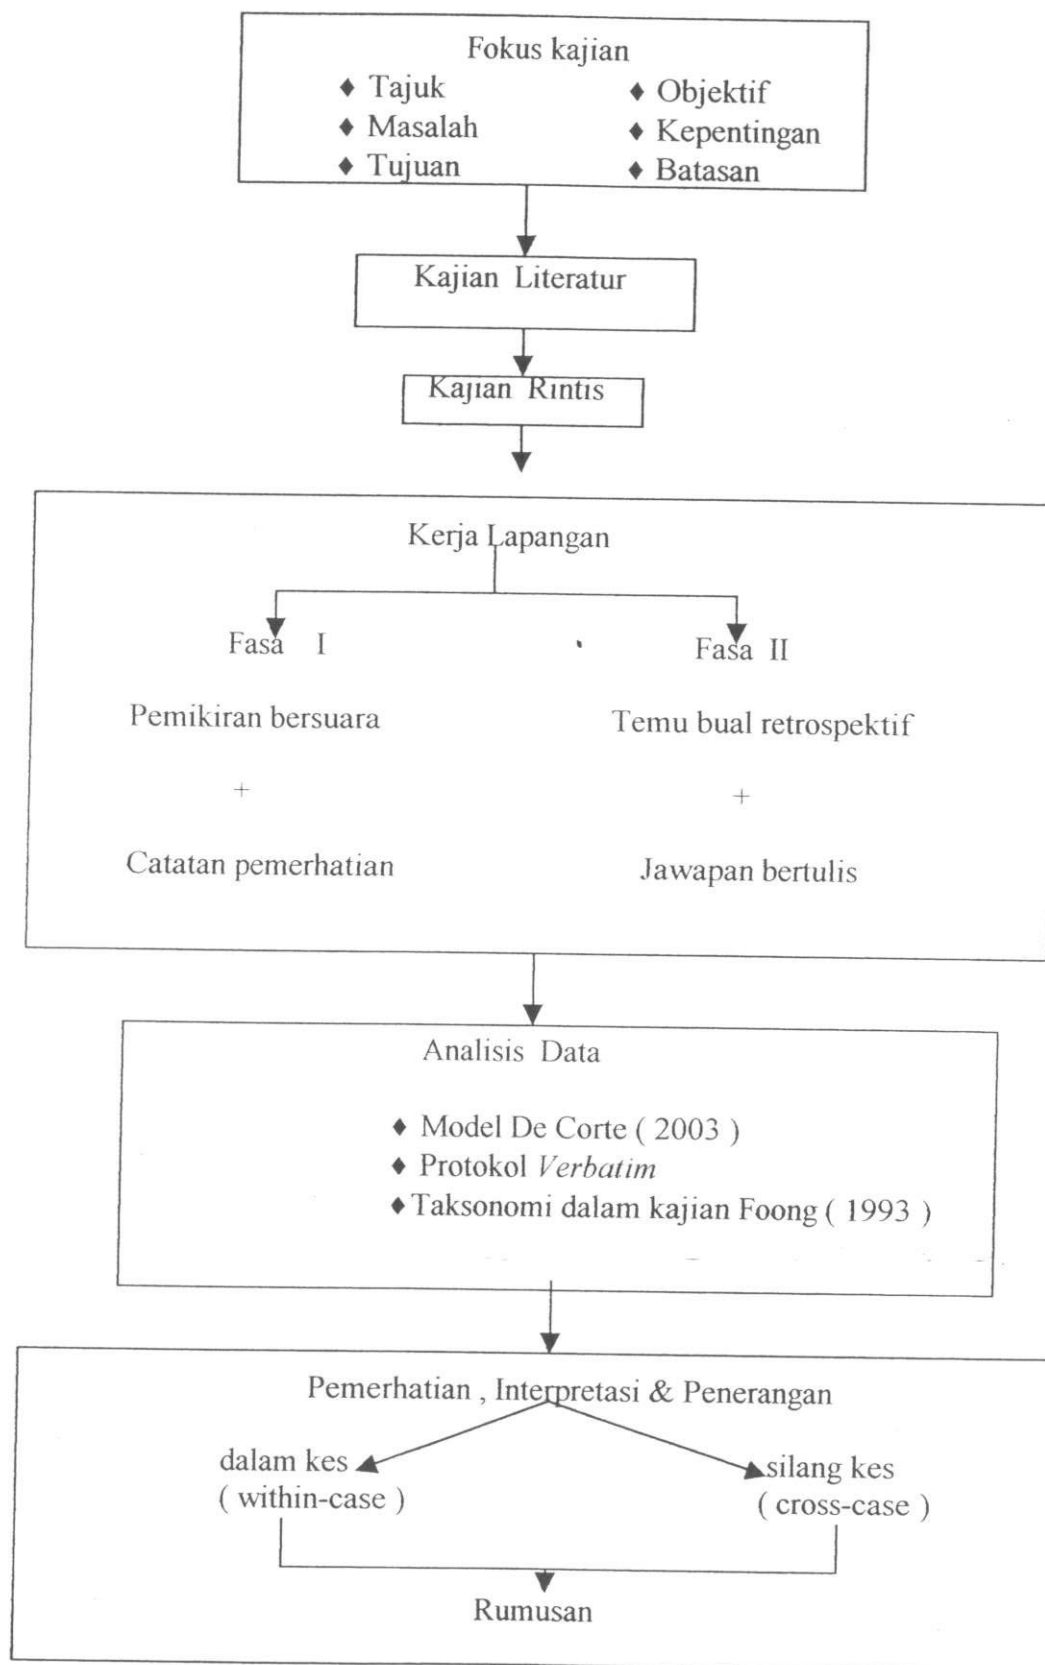 Fokus kajian
♦ Tajuk ♦ Objektif
♦ Masalah ♦ Kepentingan
♦ Tujuan ♦ Batasan
Kajian Literatur
Kajian Rintis
Kerja Lapangan
Fasa I Fasa II
Pemikiran bersuara Temu bual retrospektif
+ +
Catatan pemerhatian Jawapan bertulis
Analisis Data
♦ Model De Corte ( 2003 )
♦ Protokol Verbatim
♦ Taksonomi dalam kajian Foong ( 1993 )
Pemerhatian , Interpretasi & Penerangan
dalam kes silang kes
( within-case ) ( cross-case )
Rumusan